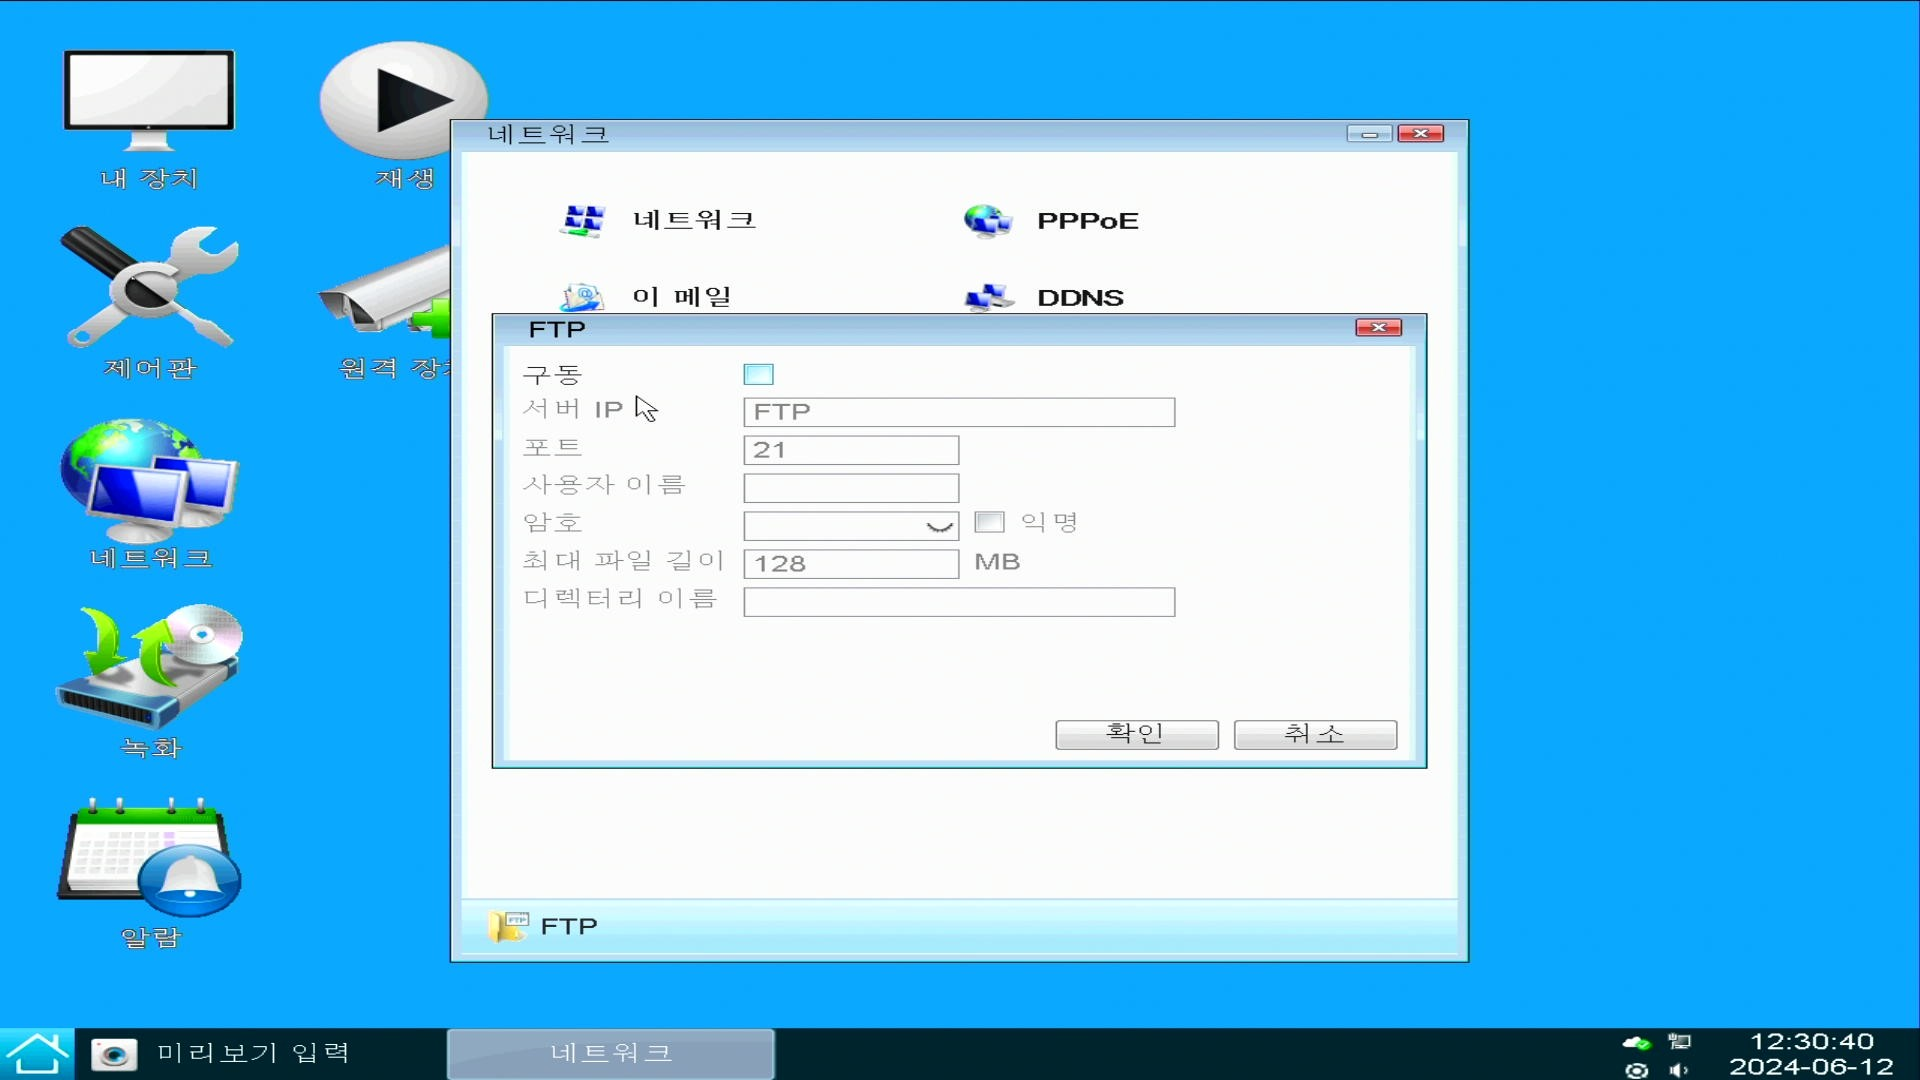 내 장치
재생
제어판
원격 장치
네트워크
녹화
알람
네트워크
네트워크
PPPoE
이 메일
DDNS
FTP
구동
서버 IP
FTP
포트
21
사용자 이름
암호
익명
최대 파일 길이
128
MB
디렉터리 이름
확인
취소
FTP
미리보기 입력
네트워크
12:30:40
2024-06-12